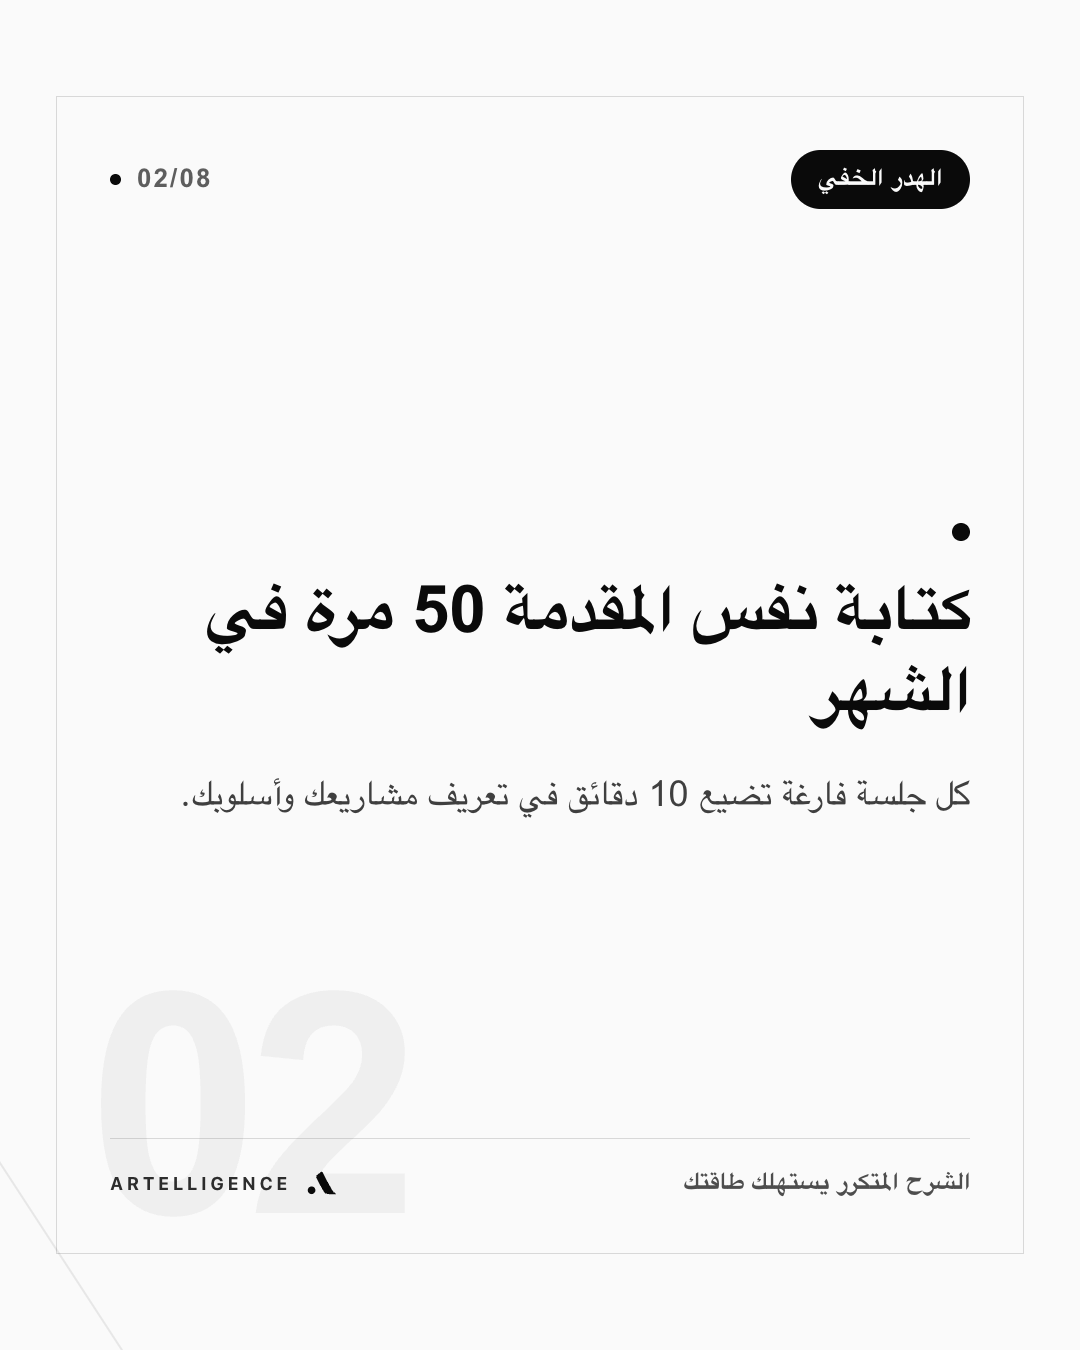 الهدر الخفي
02/08
كتابة نفس المقدمة 50 مرة في
الشهر
كل جلسة فارغة تضيع 10 دقائق في تعريف مشاريعك وأسلوبك.
02
الشرح المتكرر يستهلك طاقتك
ARTELLIGENCE